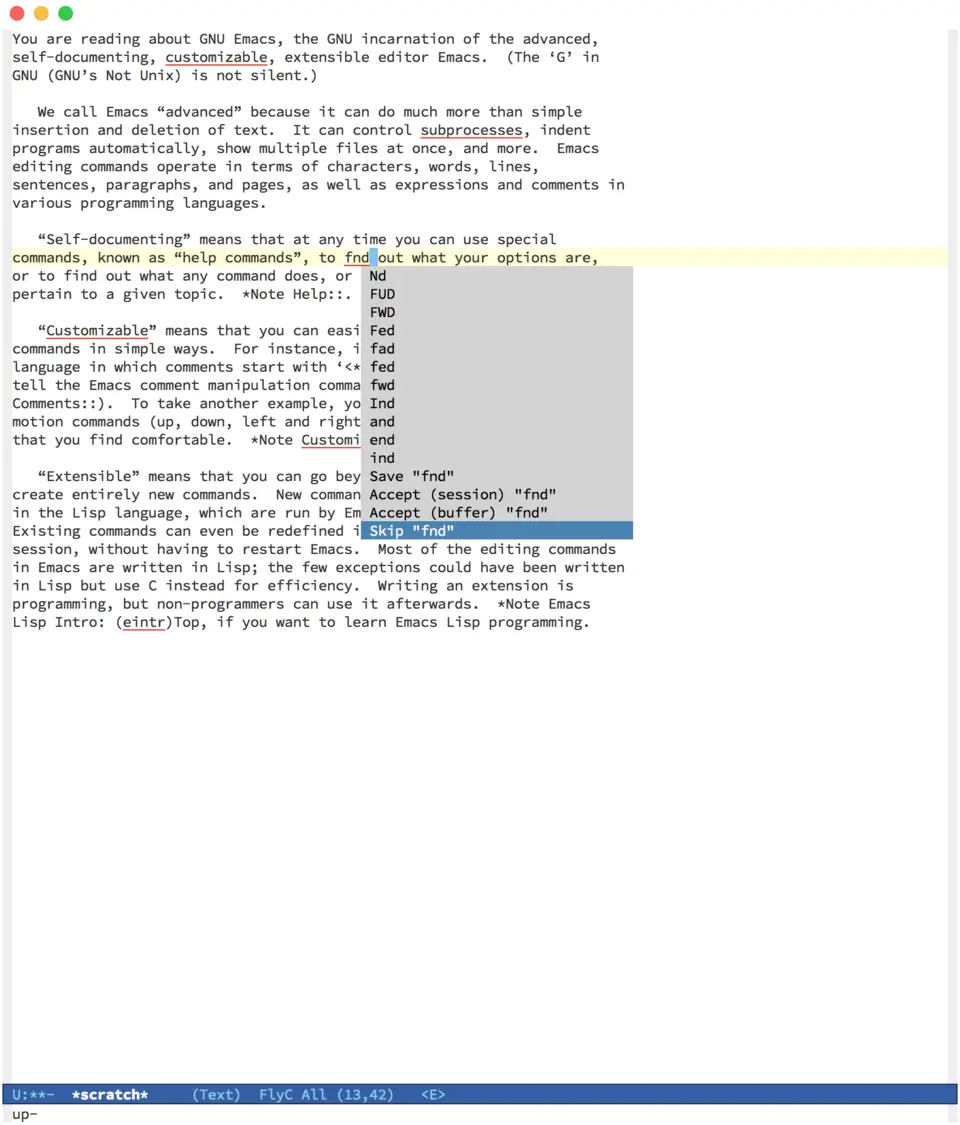 You are reading about GNU Emacs, the GNU incarnation of the advanced,
self-documenting, customizable, extensible editor Emacs.  (The ‘G’ in
GNU (GNU’s Not Unix) is not silent.)
We call Emacs “advanced” because it can do much more than simple
insertion and deletion of text.  It can control subprocesses, indent
programs automatically, show multiple files at once, and more.  Emacs
editing commands operate in terms of characters, words, lines,
sentences, paragraphs, and pages, as well as expressions and comments in
various programming languages.
“Self-documenting” means that at any time you can use special
commands, known as “help commands”, to fnd out what your options are,
or to find out what any command does, or Nd
pertain to a given topic.  *Note Help::. FUD
FWD
“Customizable” means that you can easi Fed
commands in simple ways.  For instance, i fad
language in which comments start with ‘<* fed
tell the Emacs comment manipulation comma fwd
Comments::).  To take another example, yo Ind
motion commands (up, down, left and right and
that you find comfortable.  *Note Customi end
ind
“Extensible” means that you can go bey Save "fnd"
create entirely new commands.  New comman Accept (session) "fnd"
in the Lisp language, which are run by Em Accept (buffer) "fnd"
Existing commands can even be redefined i Skip "fnd"
session, without having to restart Emacs.  Most of the editing commands
in Emacs are written in Lisp; the few exceptions could have been written
in Lisp but use C instead for efficiency.  Writing an extension is
programming, but non-programmers can use it afterwards.  *Note Emacs
Lisp Intro: (eintr)Top, if you want to learn Emacs Lisp programming.
U:**-  *scratch*     (Text)  FlyC All (13,42)   <E>
up-